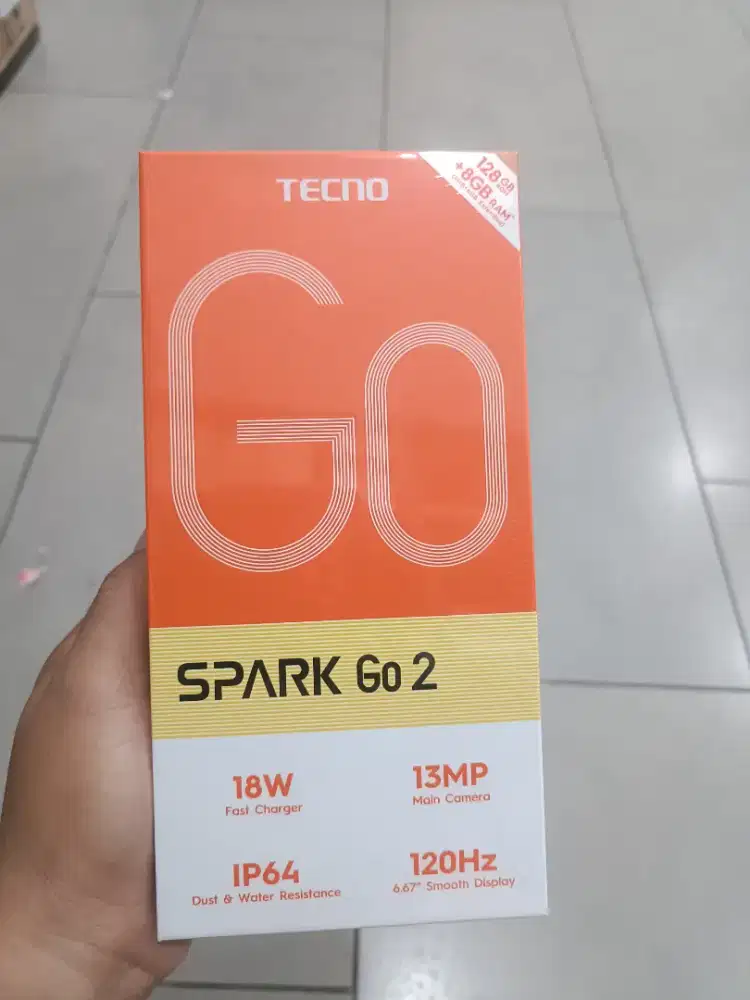 TECNO
128GB
+8GB RAM
Go
SPARK Go 2
18W
Fast Charger
13MP
Main Camera
IP64
Dust & Water Resistance
120Hz
6.67" Smooth Display